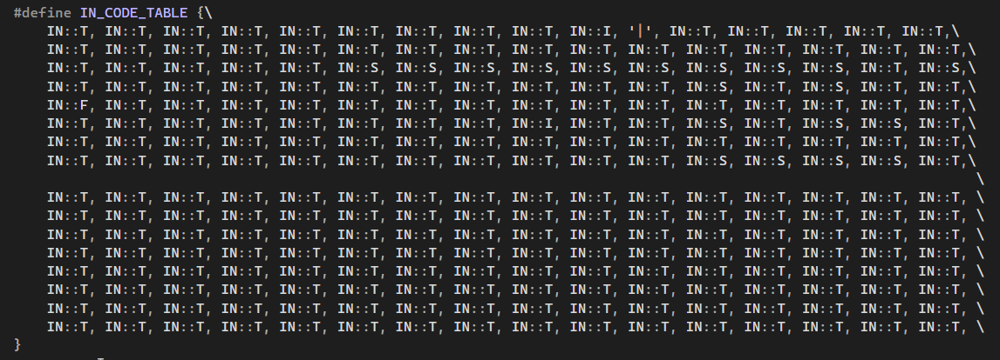 #define IN_CODE_TABLE {\
IN::T, IN::T, IN::T, IN::T, IN::T, IN::T, IN::T, IN::T, IN::T, IN::I, '|', IN::T, IN::T, IN::T, IN::T, IN::T,\
IN::T, IN::T, IN::T, IN::T, IN::T, IN::T, IN::T, IN::T, IN::T, IN::T, IN::T, IN::T, IN::T, IN::T, IN::T, IN::T,\
IN::T, IN::T, IN::T, IN::T, IN::T, IN::S, IN::S, IN::S, IN::S, IN::S, IN::S, IN::S, IN::S, IN::S, IN::T, IN::S,\
IN::T, IN::T, IN::T, IN::T, IN::T, IN::T, IN::T, IN::T, IN::T, IN::T, IN::T, IN::S, IN::T, IN::S, IN::T, IN::T,\
IN::F, IN::T, IN::T, IN::T, IN::T, IN::T, IN::T, IN::T, IN::T, IN::T, IN::T, IN::T, IN::T, IN::T, IN::T, IN::T,\
IN::T, IN::T, IN::T, IN::T, IN::T, IN::T, IN::T, IN::T, IN::I, IN::T, IN::T, IN::S, IN::T, IN::S, IN::S, IN::T,\
IN::T, IN::T, IN::T, IN::T, IN::T, IN::T, IN::T, IN::T, IN::T, IN::T, IN::T, IN::T, IN::T, IN::T, IN::T, IN::T,\
IN::T, IN::T, IN::T, IN::T, IN::T, IN::T, IN::T, IN::T, IN::T, IN::T, IN::T, IN::S, IN::S, IN::S, IN::S, IN::T,\
\
IN::T, IN::T, IN::T, IN::T, IN::T, IN::T, IN::T, IN::T, IN::T, IN::T, IN::T, IN::T, IN::T, IN::T, IN::T, IN::T, \
IN::T, IN::T, IN::T, IN::T, IN::T, IN::T, IN::T, IN::T, IN::T, IN::T, IN::T, IN::T, IN::T, IN::T, IN::T, IN::T, \
IN::T, IN::T, IN::T, IN::T, IN::T, IN::T, IN::T, IN::T, IN::T, IN::T, IN::T, IN::T, IN::T, IN::T, IN::T, IN::T, \
IN::T, IN::T, IN::T, IN::T, IN::T, IN::T, IN::T, IN::T, IN::T, IN::T, IN::T, IN::T, IN::T, IN::T, IN::T, IN::T, \
IN::T, IN::T, IN::T, IN::T, IN::T, IN::T, IN::T, IN::T, IN::T, IN::T, IN::T, IN::T, IN::T, IN::T, IN::T, IN::T, \
IN::T, IN::T, IN::T, IN::T, IN::T, IN::T, IN::T, IN::T, IN::T, IN::T, IN::T, IN::T, IN::T, IN::T, IN::T, IN::T, \
IN::T, IN::T, IN::T, IN::T, IN::T, IN::T, IN::T, IN::T, IN::T, IN::T, IN::T, IN::T, IN::T, IN::T, IN::T, IN::T, \
IN::T, IN::T, IN::T, IN::T, IN::T, IN::T, IN::T, IN::T, IN::T, IN::T, IN::T, IN::T, IN::T, IN::T, IN::T, IN::T, \
}